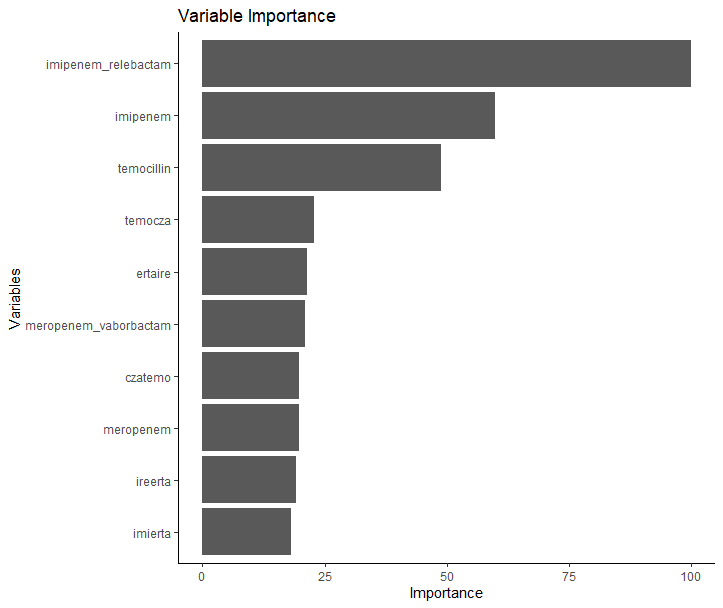 Variable Importance
imipenem_relebactam
imipenem
temocillin
temocza
ertaire
meropenem_vaborbactam
czatemo
meropenem
ireerta
imierta
Variables
0 25 50 75 100
Importance